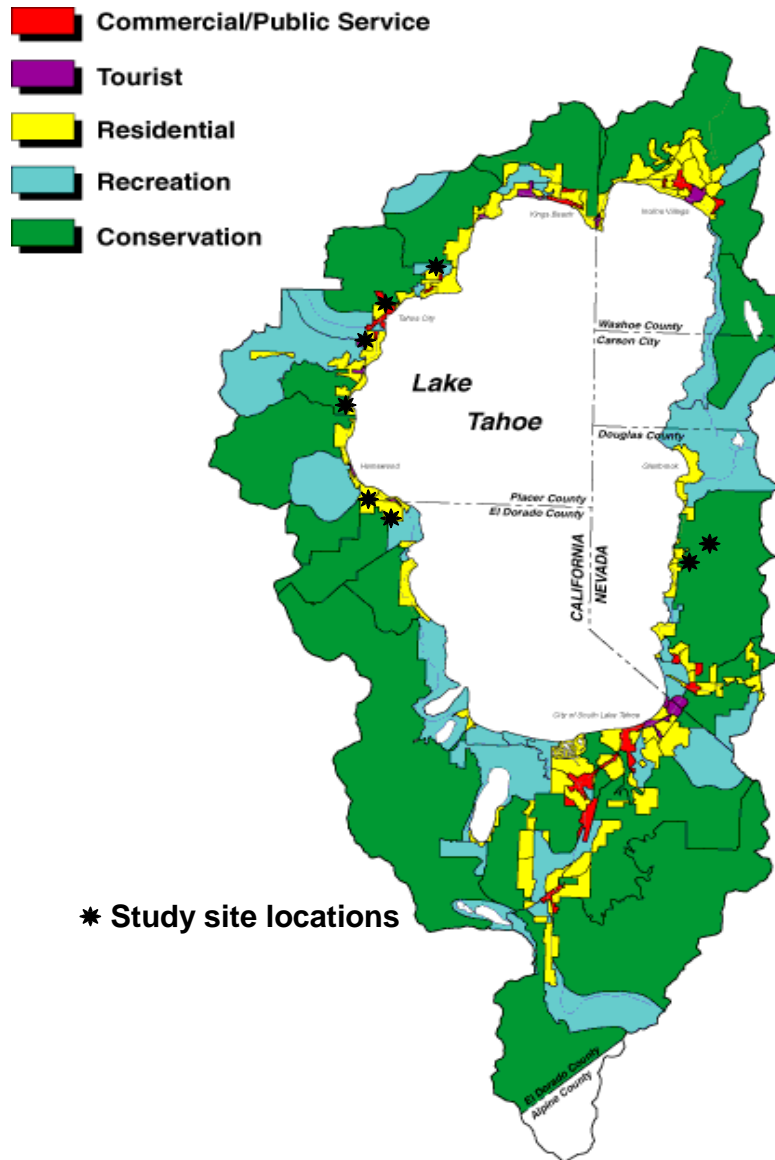 Commercial/Public Service
Tourist
Residential
Recreation
Conservation
Kings Beach
Incline Village
Tahoe City
Washoe County
Carson City
Lake
Tahoe
Douglas County
Glenbrook
Homewood
Placer County
El Dorado County
CALIFORNIA
NEVADA
City of South Lake Tahoe
Study site locations
El Dorado County
Alpine County